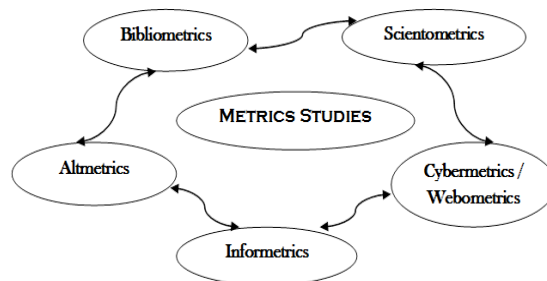 Bibliometrics
Scientometrics
METRICS STUDIES
Altmetrics
Cybermetrics /
Webometrics
Informetrics